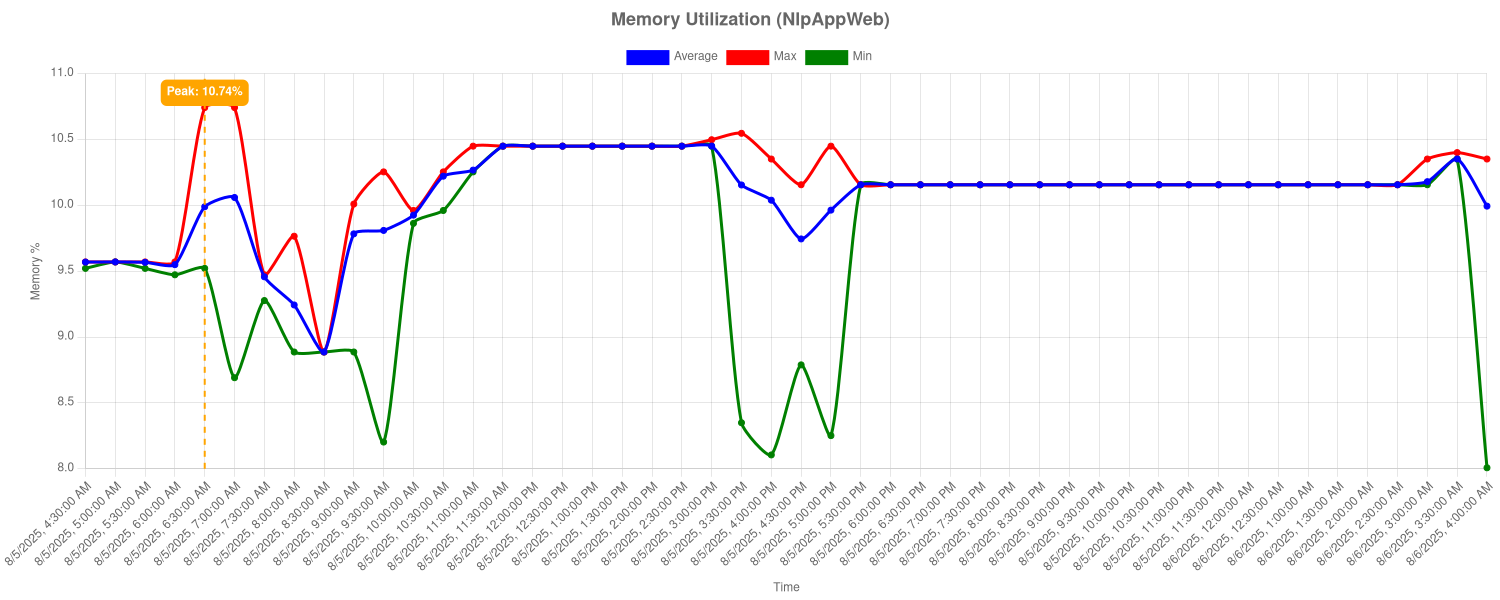 Memory Utilization (NlpAppWeb)
Average Max Min
11.0
Peak: 10.74%
10.5
10.0
9.5
9.0
8.5
8.0
Memory %
8/5/2025, 4:30:00 AM
8/5/2025, 5:00:00 AM
8/5/2025, 5:30:00 AM
8/5/2025, 6:00:00 AM
8/5/2025, 6:30:00 AM
8/5/2025, 7:00:00 AM
8/5/2025, 7:30:00 AM
8/5/2025, 8:00:00 AM
8/5/2025, 8:30:00 AM
8/5/2025, 9:00:00 AM
8/5/2025, 9:30:00 AM
8/5/2025, 10:00:00 AM
8/5/2025, 10:30:00 AM
8/5/2025, 11:00:00 AM
8/5/2025, 11:30:00 AM
8/5/2025, 12:00:00 PM
8/5/2025, 12:30:00 PM
8/5/2025, 1:00:00 PM
8/5/2025, 1:30:00 PM
8/5/2025, 2:00:00 PM
8/5/2025, 2:30:00 PM
8/5/2025, 3:00:00 PM
8/5/2025, 3:30:00 PM
8/5/2025, 4:00:00 PM
8/5/2025, 4:30:00 PM
8/5/2025, 5:00:00 PM
8/5/2025, 5:30:00 PM
8/5/2025, 6:00:00 PM
8/5/2025, 6:30:00 PM
8/5/2025, 7:00:00 PM
8/5/2025, 7:30:00 PM
8/5/2025, 8:00:00 PM
8/5/2025, 8:30:00 PM
8/5/2025, 9:00:00 PM
8/5/2025, 9:30:00 PM
8/5/2025, 10:00:00 PM
8/5/2025, 10:30:00 PM
8/5/2025, 11:00:00 PM
8/5/2025, 11:30:00 PM
8/6/2025, 12:00:00 AM
8/6/2025, 12:30:00 AM
8/6/2025, 1:00:00 AM
8/6/2025, 1:30:00 AM
8/6/2025, 2:00:00 AM
8/6/2025, 2:30:00 AM
8/6/2025, 3:00:00 AM
8/6/2025, 3:30:00 AM
8/6/2025, 4:00:00 AM
Time